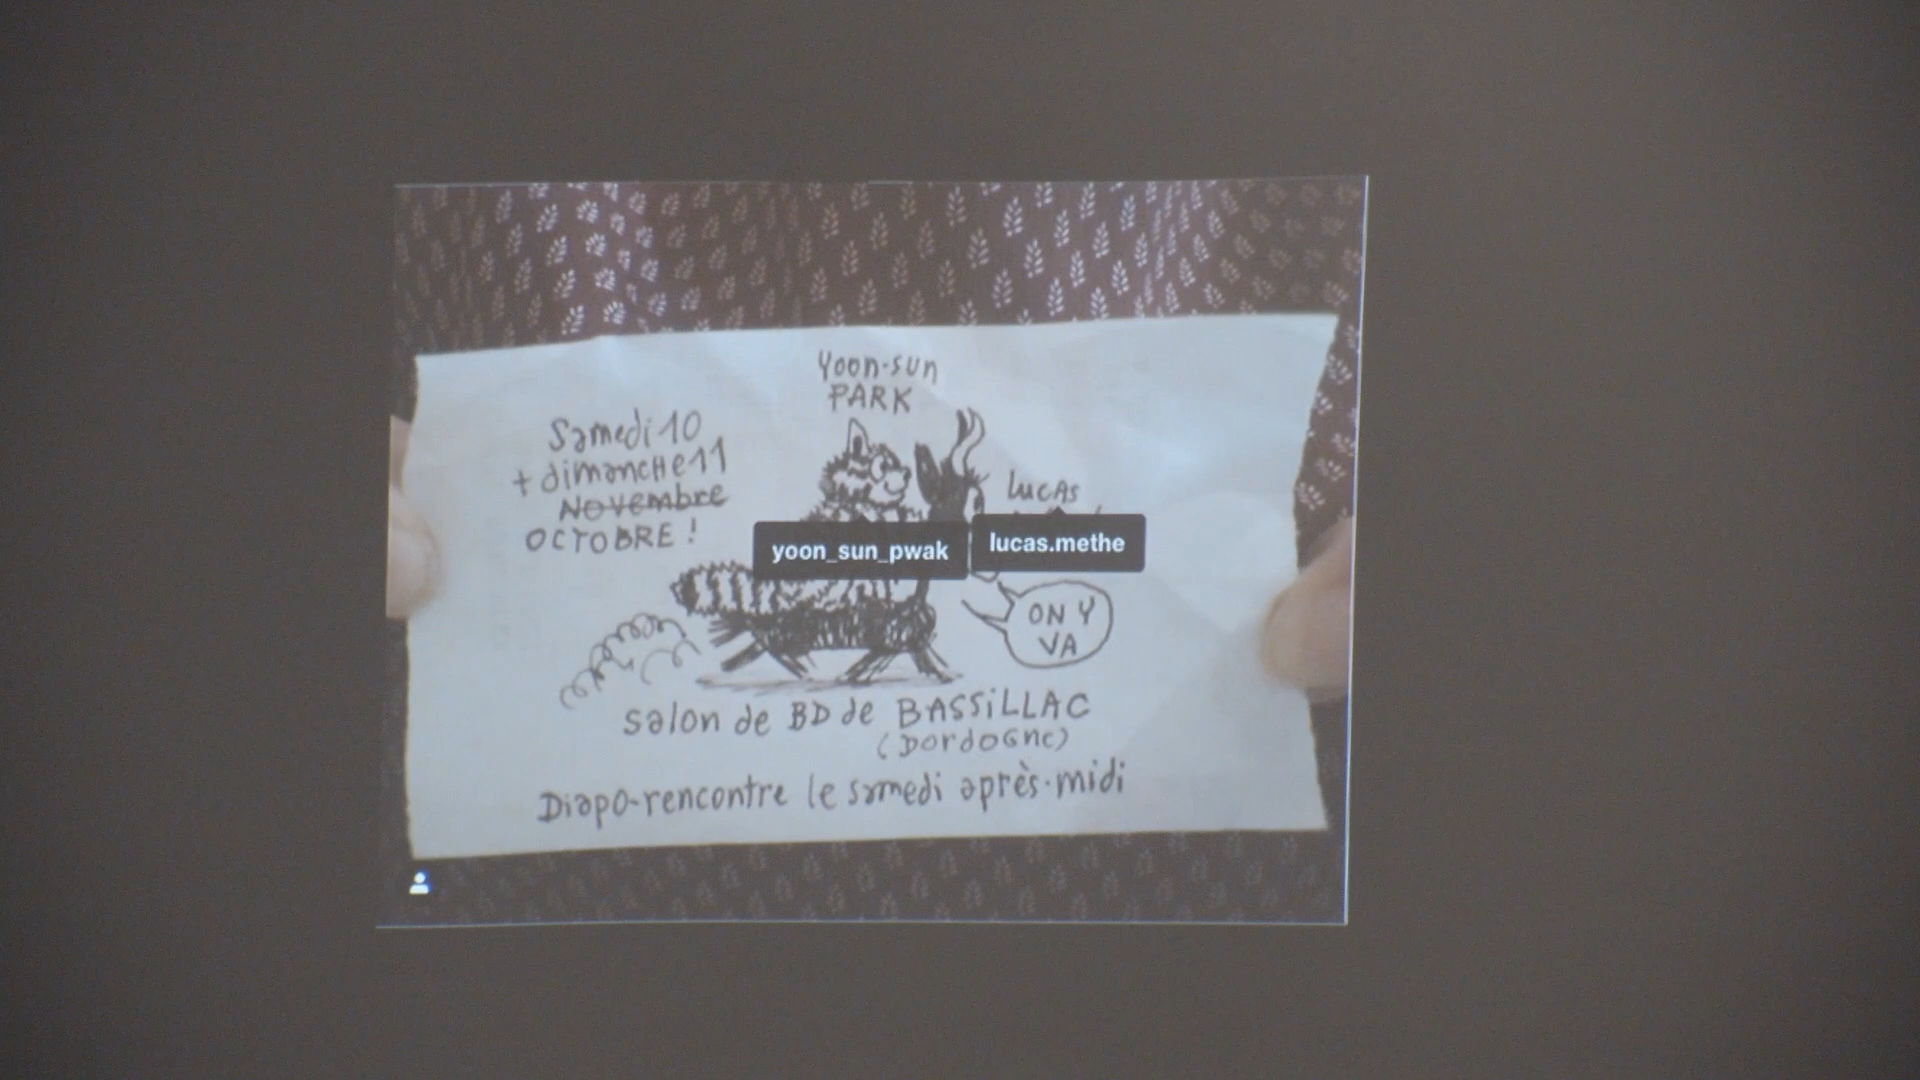 Yoon-sun
PARK
Samedi 10
+ dimancHe 11
Novembre
OCTOBRE !
lucas
yoon_sun_pwak
lucas.methe
ON Y
VA
salon de BD de BASSiLLAC
(DordoGne)
Diapo-rencontre le samedi après-midi